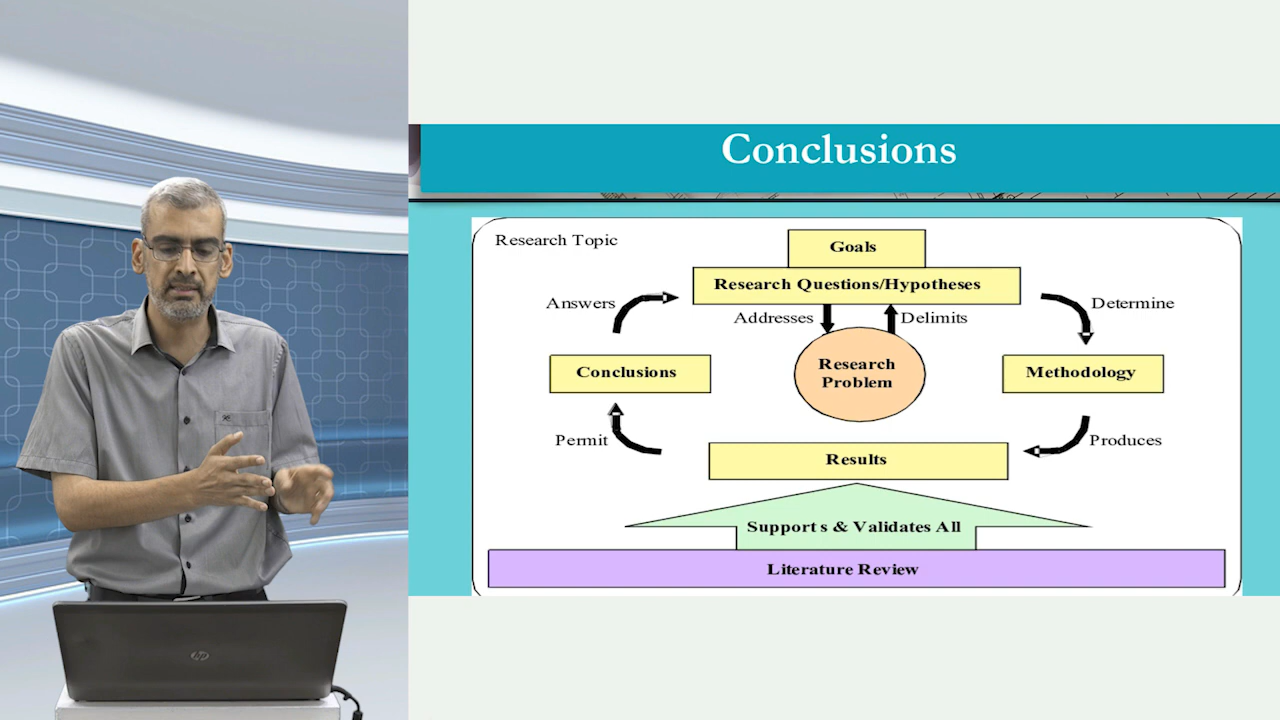 Conclusions
Research Topic
Goals
Research Questions/Hypotheses
Answers
Addresses
Delimits
Determine
Conclusions
Research
Problem
Methodology
Permit
Results
Produces
Support s & Validates All
Literature Review
hp